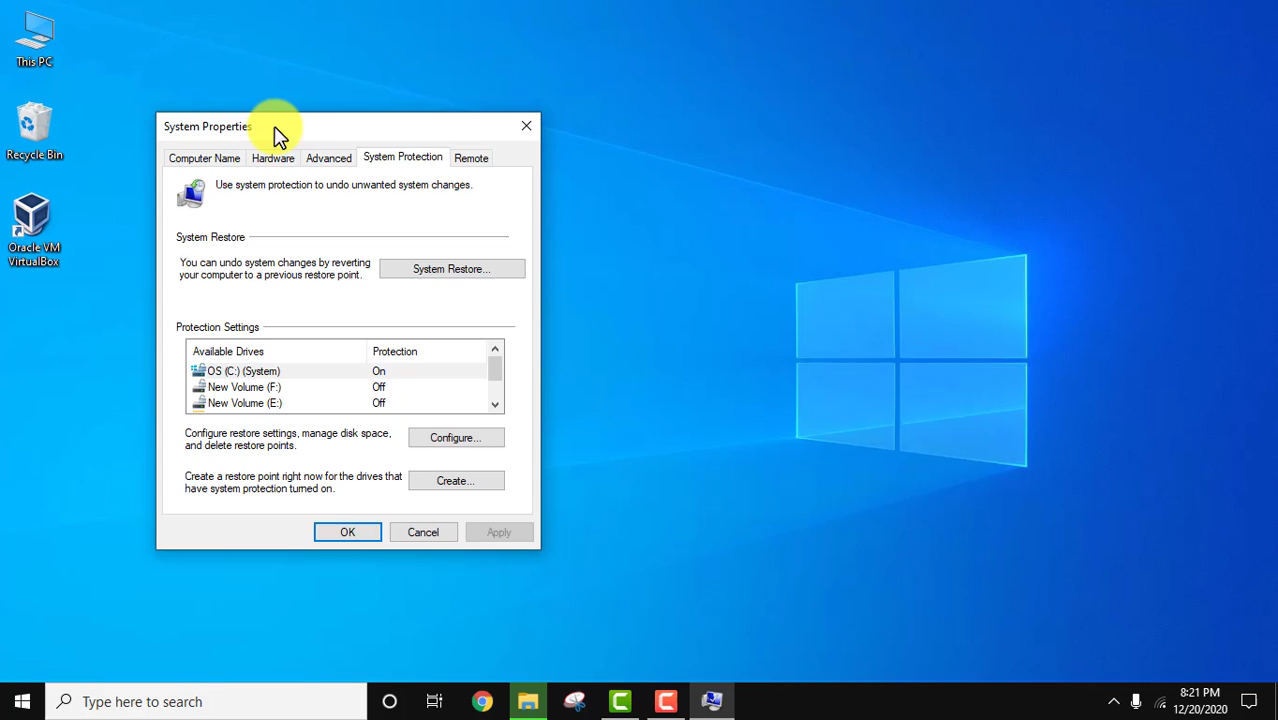 This PC
Recycle Bin
Oracle VM
VirtualBox
System Properties
Computer Name
Hardware
Advanced
System Protection
Remote
Use system protection to undo unwanted system changes.
System Restore
You can undo system changes by reverting
your computer to a previous restore point.
System Restore...
Protection Settings
Available Drives Protection
OS (C:) (System) On
New Volume (F:) Off
New Volume (E:) Off
Configure restore settings, manage disk space,
and delete restore points.
Configure...
Create a restore point right now for the drives that
have system protection turned on.
Create...
OK
Cancel
Apply
Type here to search
8:21 PM
12/20/2020